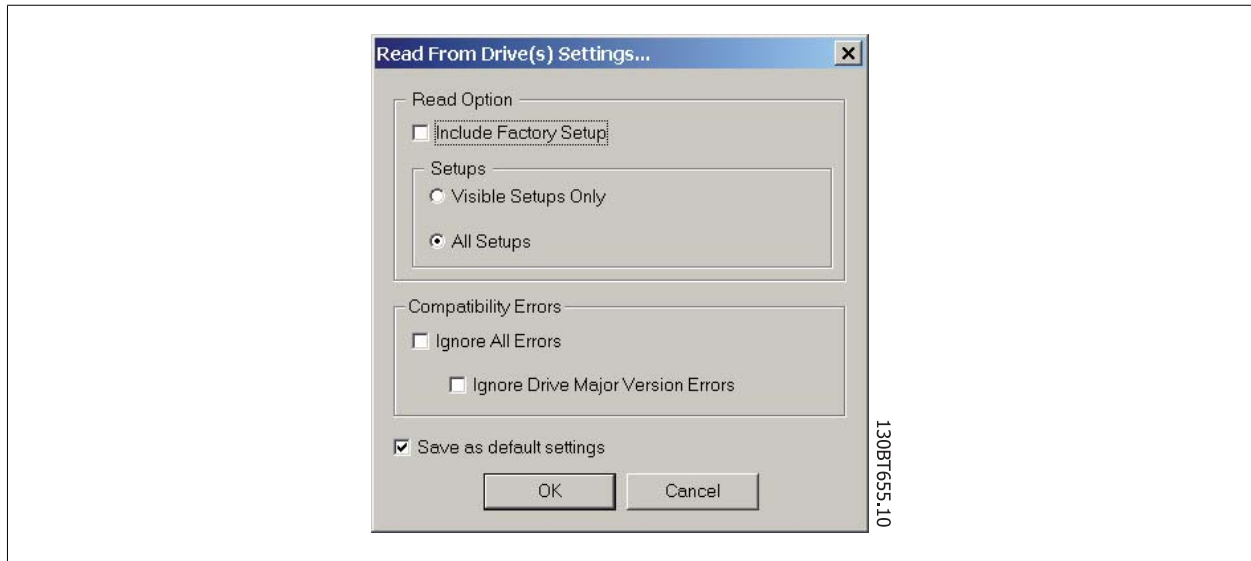 Read From Drive(s) Settings...
Read Option
Include Factory Setup
Setups
Visible Setups Only
All Setups
Compatibility Errors
Ignore All Errors
Ignore Drive Major Version Errors
Save as default settings
OK
Cancel
130BT655.10